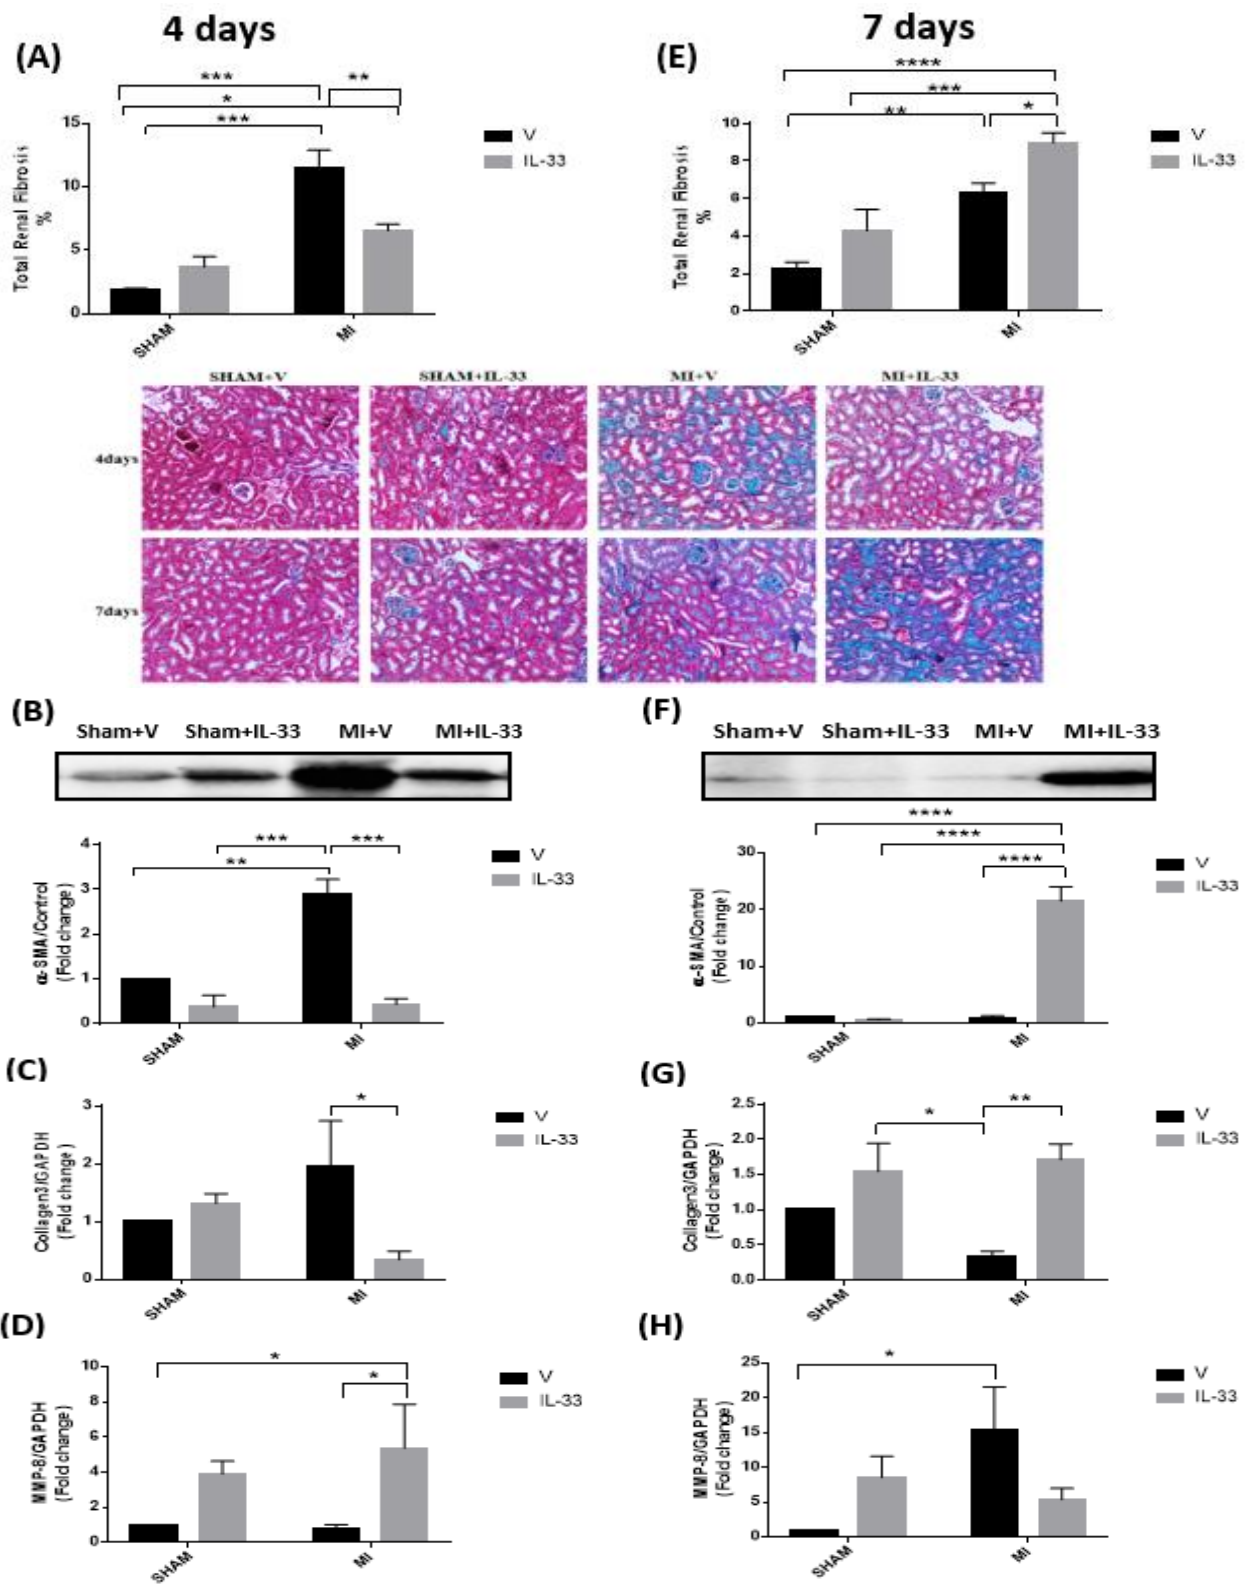 4 days
7 days
(A)
(E)
*** **
*
***
****
***
** *
15
10
5
0
Total Renal Fibrosis
%
SHAM
MI
V
IL-33
10
8
6
4
2
0
Total Renal Fibrosis
%
SHAM
MI
V
IL-33
SHAM+V SHAM+IL-33 MI+V MI+IL-33
4days
7days
(B)
Sham+V Sham+IL-33 MI+V MI+IL-33
(F)
Sham+V Sham+IL-33 MI+V MI+IL-33
*** ***
**
4
3
2
1
0
α-SMA/Control
(Fold change)
SHAM
MI
V
IL-33
****
****
****
30
20
10
0
α-SMA/Control
(Fold change)
SHAM
MI
V
IL-33
(C)
*
3
2
1
0
Collagen3/GAPDH
(Fold change)
SHAM
MI
V
IL-33
(G)
* **
2.5
2.0
1.5
1.0
0.5
0.0
Collagen3/GAPDH
(Fold change)
SHAM
MI
V
IL-33
(D)
*
*
10
8
6
4
2
0
MMP-8/GAPDH
(Fold change)
SHAM
MI
V
IL-33
(H)
*
25
20
15
10
5
0
MMP-8/GAPDH
(Fold change)
SHAM
MI
V
IL-33